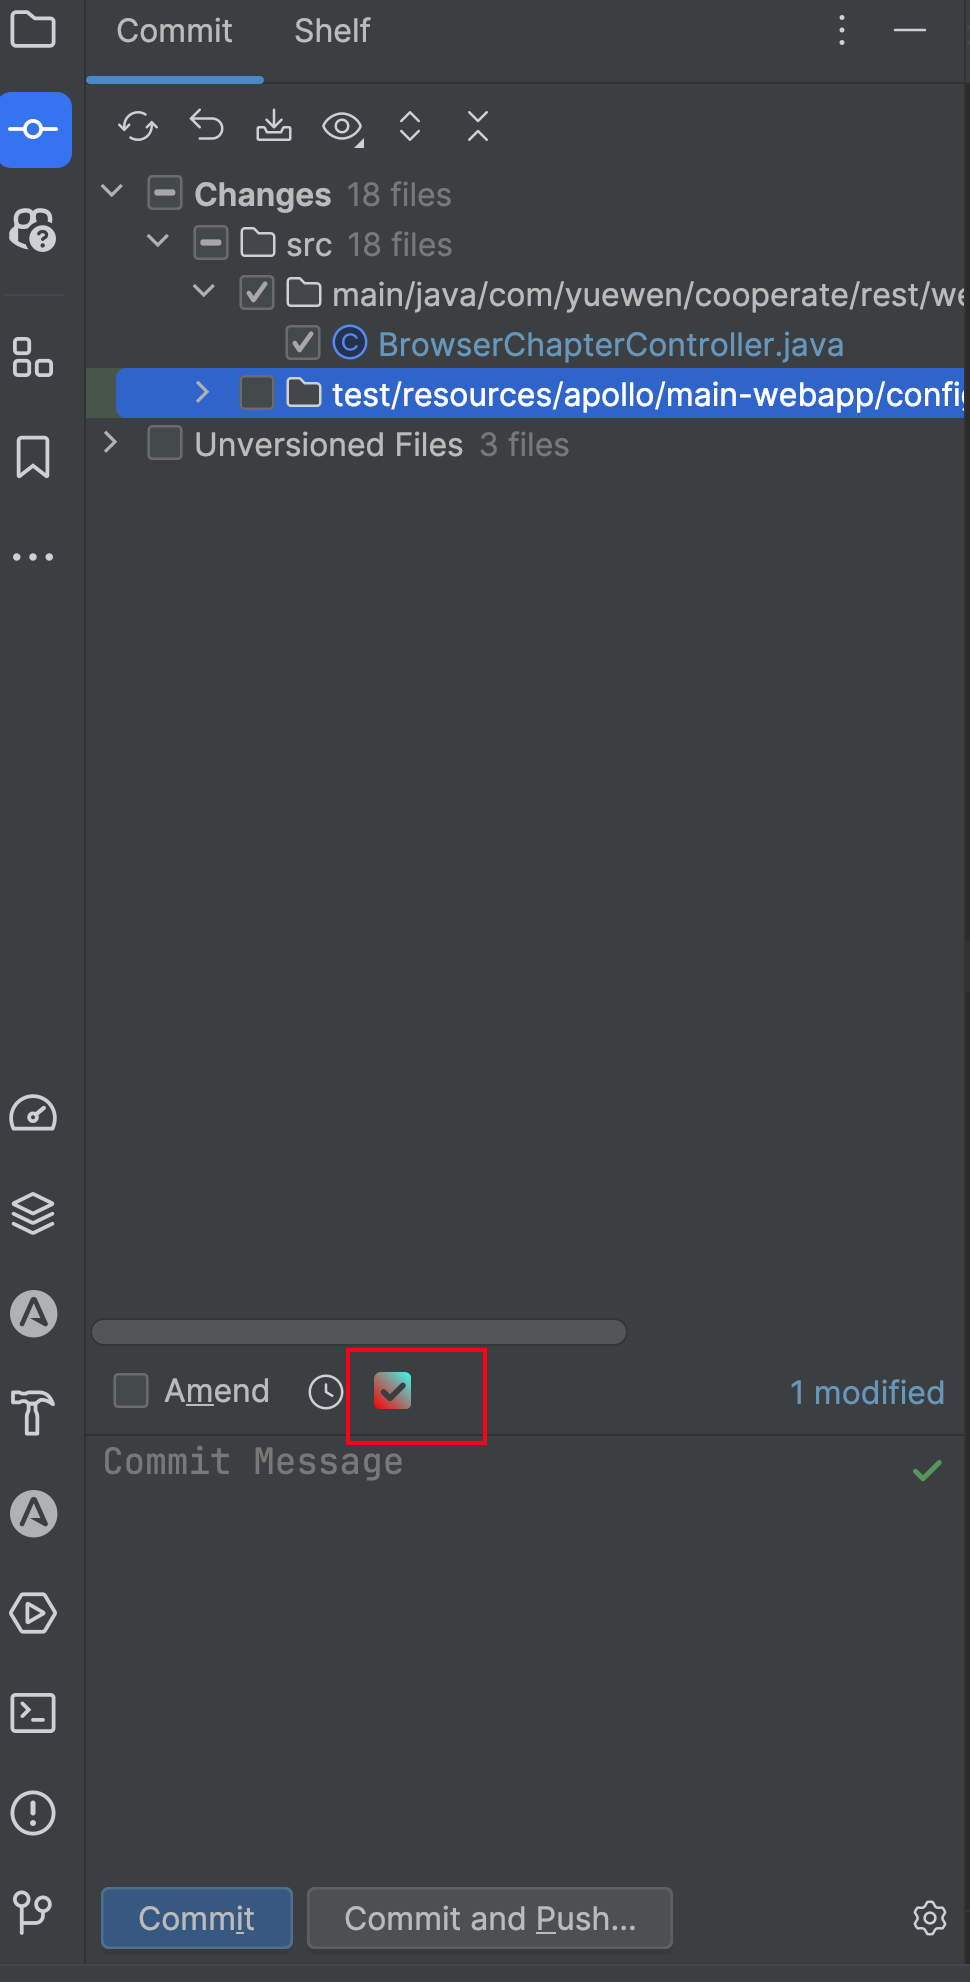 Commit Shelf
Changes 18 files
src 18 files
main/java/com/yuewen/cooperate/rest/we
BrowserChapterController.java
test/resources/apollo/main-webapp/confi
Unversioned Files 3 files
Amend 1 modified
Commit Message
Commit Commit and Push...